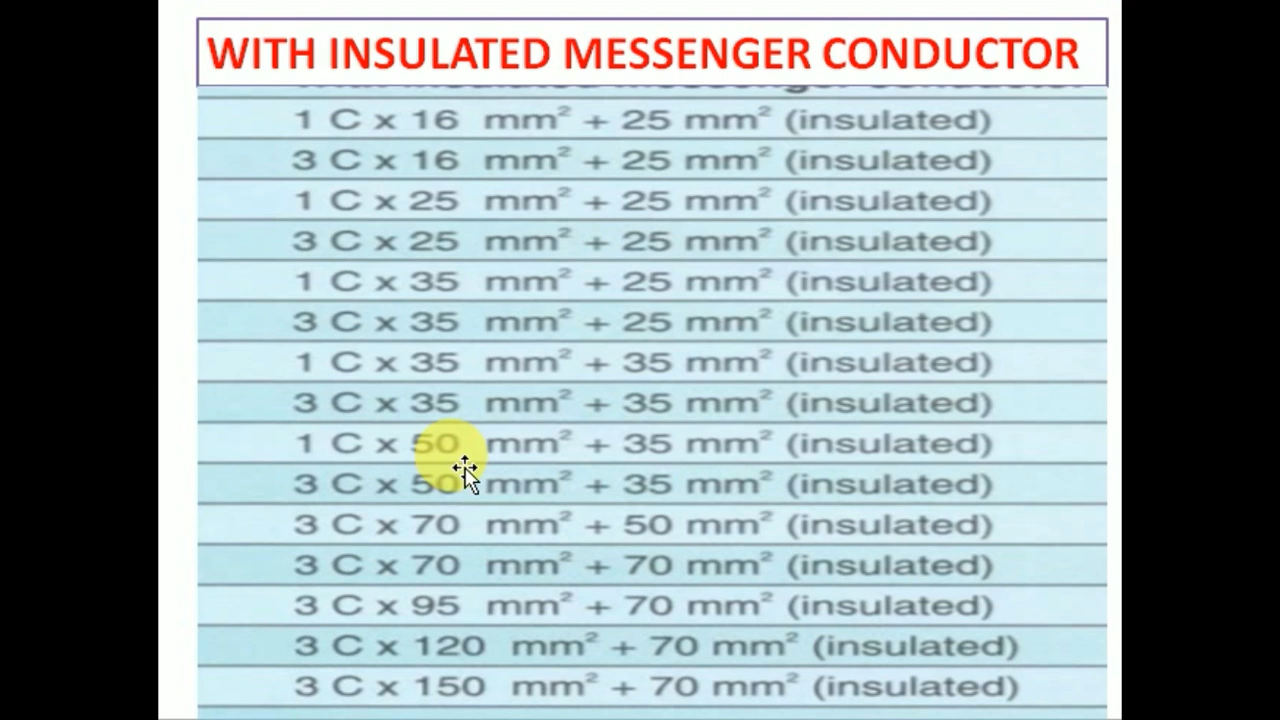 WITH INSULATED MESSENGER CONDUCTOR
1 C x 16 mm² + 25 mm² (insulated)
3 C x 16 mm² + 25 mm² (insulated)
1 C x 25 mm² + 25 mm² (insulated)
3 C x 25 mm² + 25 mm² (insulated)
1 C x 35 mm² + 25 mm² (insulated)
3 C x 35 mm² + 25 mm² (insulated)
1 C x 35 mm² + 35 mm² (insulated)
3 C x 35 mm² + 35 mm² (insulated)
1 C x 50 mm² + 35 mm² (insulated)
3 C x 50 mm² + 35 mm² (insulated)
3 C x 70 mm² + 50 mm² (insulated)
3 C x 70 mm² + 70 mm² (insulated)
3 C x 95 mm² + 70 mm² (insulated)
3 C x 120 mm² + 70 mm² (insulated)
3 C x 150 mm² + 70 mm² (insulated)